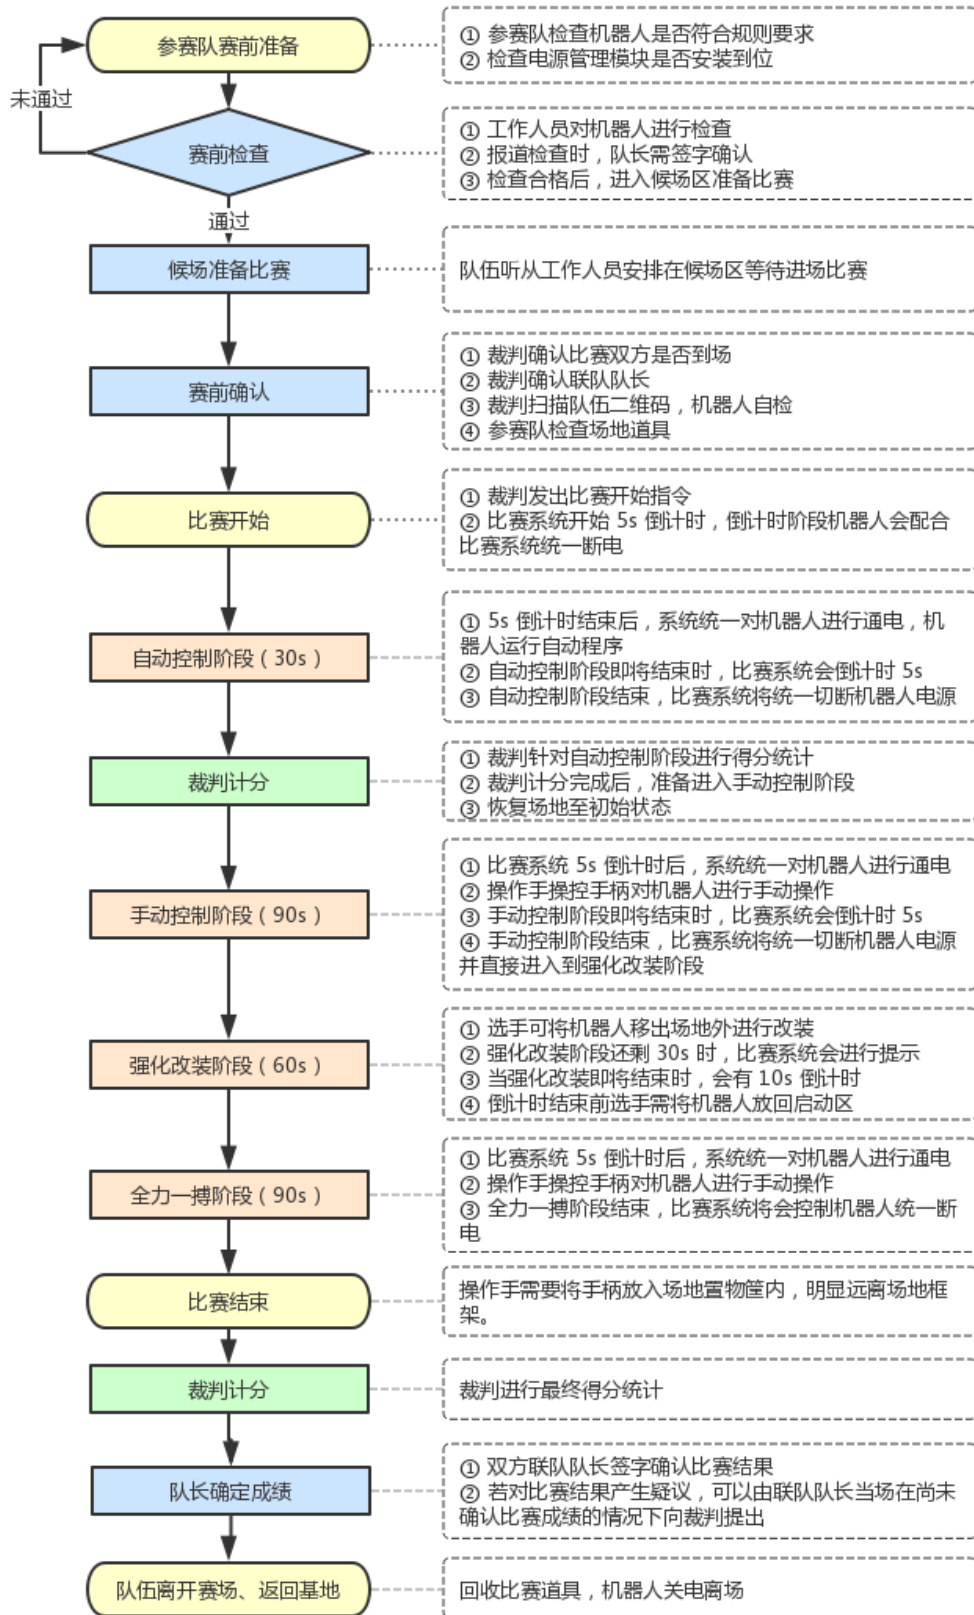 参赛队赛前准备
① 参赛队检查机器人是否符合规则要求
② 检查电源管理模块是否安装到位
未通过
赛前检查
① 工作人员对机器人进行检查
② 报道检查时，队长需签字确认
③ 检查合格后，进入候场区准备比赛
通过
候场准备比赛
队伍听从工作人员安排在候场区等待进场比赛
赛前确认
① 裁判确认比赛双方是否到场
② 裁判确认联队队长
③ 裁判扫描队伍二维码，机器人自检
④ 参赛队检查场地道具
比赛开始
① 裁判发出比赛开始指令
② 比赛系统开始 5s 倒计时，倒计时阶段机器人会配合
比赛系统统一断电
自动控制阶段（30s）
① 5s 倒计时结束后，系统统一对机器人进行通电，机
器人运行自动程序
② 自动控制阶段即将结束时，比赛系统会倒计时 5s
③ 自动控制阶段结束，比赛系统将统一切断机器人电源
裁判计分
① 裁判针对自动控制阶段进行得分统计
② 裁判计分完成后，准备进入手动控制阶段
③ 恢复场地至初始状态
手动控制阶段（90s）
① 比赛系统 5s 倒计时后，系统统一对机器人进行通电
② 操作手操控手柄对机器人进行手动操作
③ 手动控制阶段即将结束时，比赛系统会倒计时 5s
④ 手动控制阶段结束，比赛系统将统一切断机器人电源
并直接进入到强化改装阶段
强化改装阶段（60s）
① 选手可将机器人移出场地外进行改装
② 强化改装阶段还剩 30s 时，比赛系统会进行提示
③ 当强化改装即将结束时，会有 10s 倒计时
④ 倒计时结束前选手需将机器人放回启动区
全力一搏阶段（90s）
① 比赛系统 5s 倒计时后，系统统一对机器人进行通电
② 操作手操控手柄对机器人进行手动操作
③ 全力一搏阶段结束，比赛系统将会控制机器人统一断
电
比赛结束
操作手需要将手柄放入场地置物筐内，明显远离场地框
架。
裁判计分
裁判进行最终得分统计
队长确定成绩
① 双方联队队长签字确认比赛结果
② 若对比赛结果产生疑议，可以由联队队长当场在尚未
确认比赛成绩的情况下向裁判提出
队伍离开赛场、返回基地
回收比赛道具，机器人关电离场